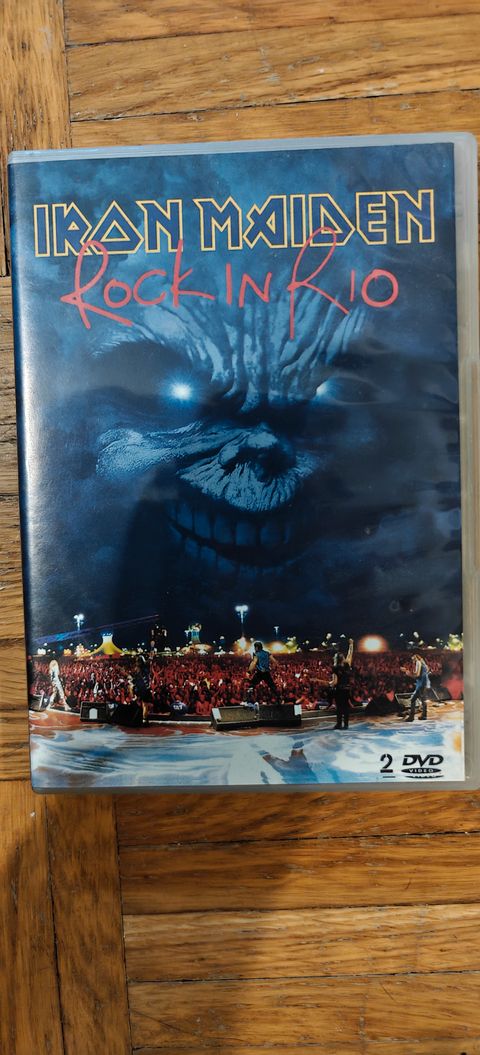 IRON MAIDEN
ROCK IN RIO
2 DVD
VIDEO